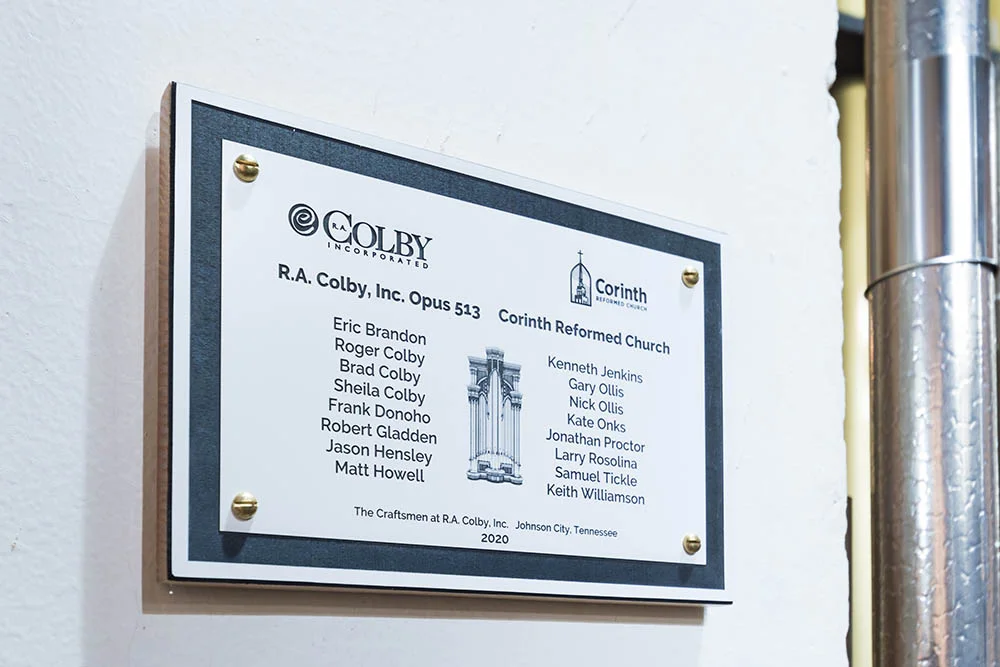 R.A. COLBY
INCORPORATED
Corinth
REFORMED CHURCH
R.A. Colby, Inc. Opus 513
Corinth Reformed Church
Eric Brandon
Roger Colby
Brad Colby
Sheila Colby
Frank Donoho
Robert Gladden
Jason Hensley
Matt Howell
Kenneth Jenkins
Gary Ollis
Nick Ollis
Kate Onks
Jonathan Proctor
Larry Rosolina
Samuel Tickle
Keith Williamson
The Craftsmen at R.A. Colby, Inc. Johnson City, Tennessee
2020